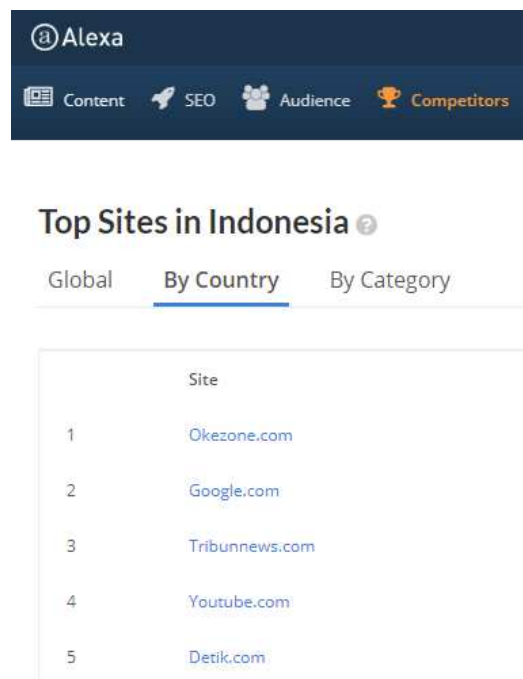 Alexa
Content SEO Audience Competitors
Top Sites in Indonesia ?
Global By Country By Category
Site
1 Okezone.com
2 Google.com
3 Tribunnews.com
4 Youtube.com
5 Detik.com